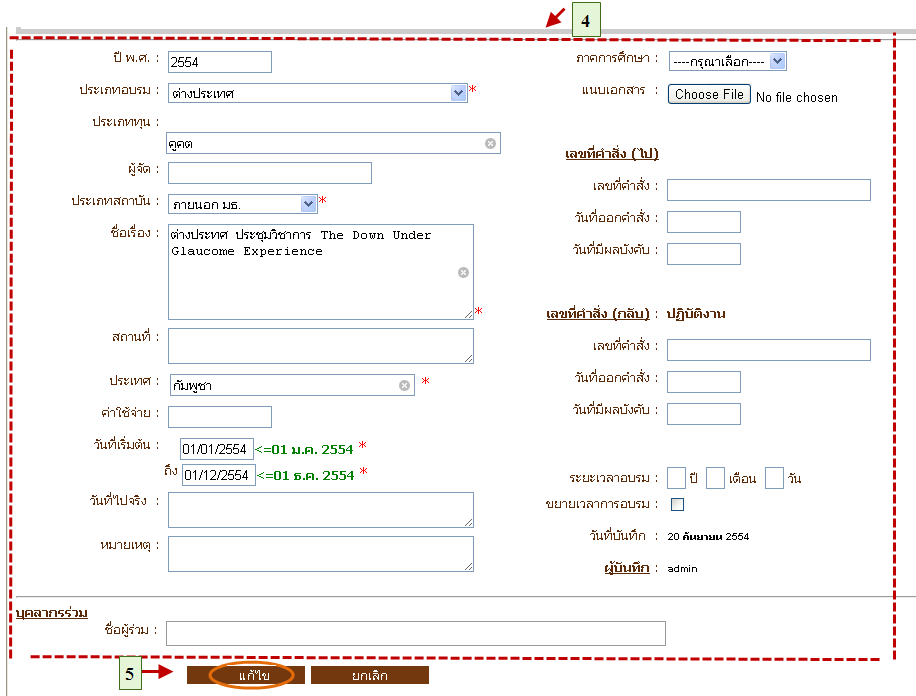 4
ปี พ.ศ. : 2554
ภาคการศึกษา : ----กรุณาเลือก----
ประเภทอบรม : ต่างประเทศ *
แนบเอกสาร : Choose File No file chosen
ประเภททุน :
คูคต
เลขที่คำสั่ง (ไป)
ผู้จัด :
เลขที่คำสั่ง :
ประเภทสถาบัน : ภายนอก มธ. *
วันที่ออกคำสั่ง :
ชื่อเรื่อง : ต่างประเทศ ประชุมวิชาการ The Down Under
Glaucome Experience
*
วันที่มีผลบังคับ :
เลขที่คำสั่ง (กลับ) : ปฏิบัติงาน
สถานที่ :
เลขที่คำสั่ง :
ประเทศ : กัมพูชา *
วันที่ออกคำสั่ง :
ค่าใช้จ่าย :
วันที่มีผลบังคับ :
วันที่เริ่มต้น : 01/01/2554 <=01 ม.ค. 2554 *
ถึง 01/12/2554 <=01 ธ.ค. 2554 *
ระยะเวลาอบรม : ปี เดือน วัน
วันที่ไปจริง :
ขยายเวลาการอบรม :
หมายเหตุ :
วันที่บันทึก : 20 กันยายน 2554
ผู้บันทึก : admin
บุคลากรร่วม
ชื่อผู้ร่วม :
5
แก้ไข ยกเลิก